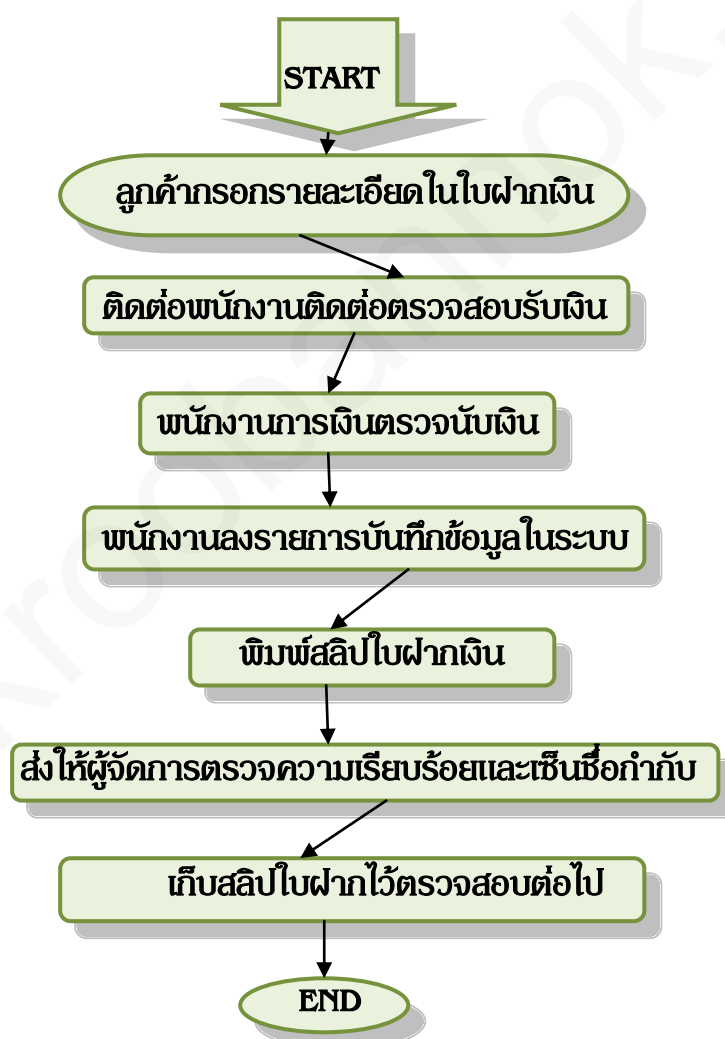 START
ลูกค้ากรอกรายละเอียดในใบฝากเงิน
ติดต่อพนักงานติดต่อตรวจสอบรับเงิน
พนักงานการเงินตรวจนับเงิน
พนักงานลงรายการบันทึกข้อมูลในระบบ
พิมพ์สลิปใบฝากเงิน
ส่งให้ผู้จัดการตรวจความเรียบร้อยและเซ็นชื่อกำกับ
เก็บสลิปใบฝากไว้ตรวจสอบต่อไป
END